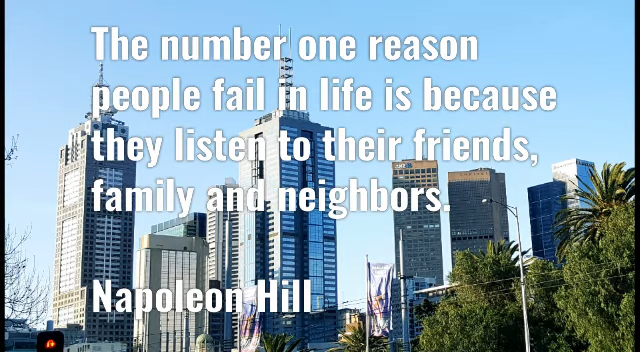 The number one reason
people fail in life is because
they listen to their friends,
family and neighbors.
Napoleon Hill